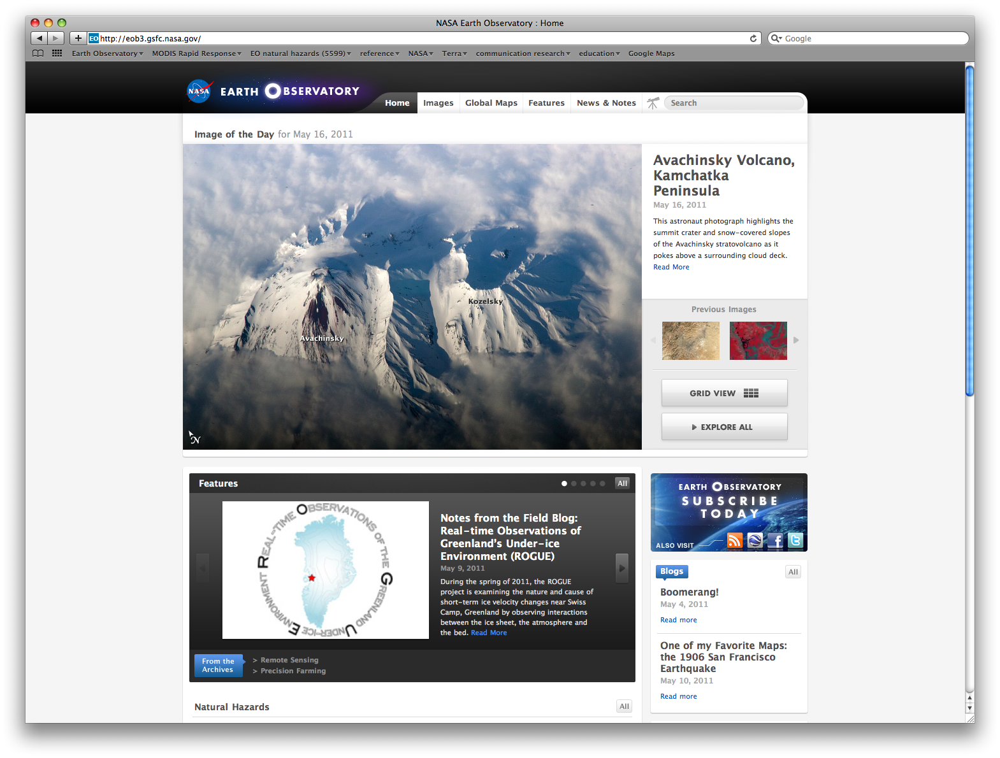 NASA Earth Observatory : Home
EO http://eob3.gsfc.nasa.gov/
Google
Earth Observatory
MODIS Rapid Response
EO natural hazards (5599)
reference
NASA
Terra
communication research
education
Google Maps
NASA
EARTH OBSERVATORY
Home
Images
Global Maps
Features
News & Notes
Search
Image of the Day for May 16, 2011
Kozelsky
Avachinsky
N
Avachinsky Volcano,
Kamchatka
Peninsula
May 16, 2011
This astronaut photograph highlights the
summit crater and snow-covered slopes
of the Avachinsky stratovolcano as it
pokes above a surrounding cloud deck.
Read More
Previous Images
GRID VIEW
EXPLORE ALL
Features
All
REAL-TIME OBSERVATIONS OF THE GREENLAND UNDER-ICE ENVIRONMENT
Notes from the Field Blog:
Real-time Observations of
Greenland's Under-ice
Environment (ROGUE)
May 9, 2011
During the spring of 2011, the ROGUE
project is examining the nature and cause of
short-term ice velocity changes near Swiss
Camp, Greenland by observing interactions
between the ice sheet, the atmosphere and
the bed. Read More
From the
Archives
> Remote Sensing
> Precision Farming
Natural Hazards
All
EARTH OBSERVATORY
SUBSCRIBE
TODAY
ALSO VISIT
Blogs
All
Boomerang!
May 4, 2011
Read more
One of my Favorite Maps:
the 1906 San Francisco
Earthquake
May 10, 2011
Read more